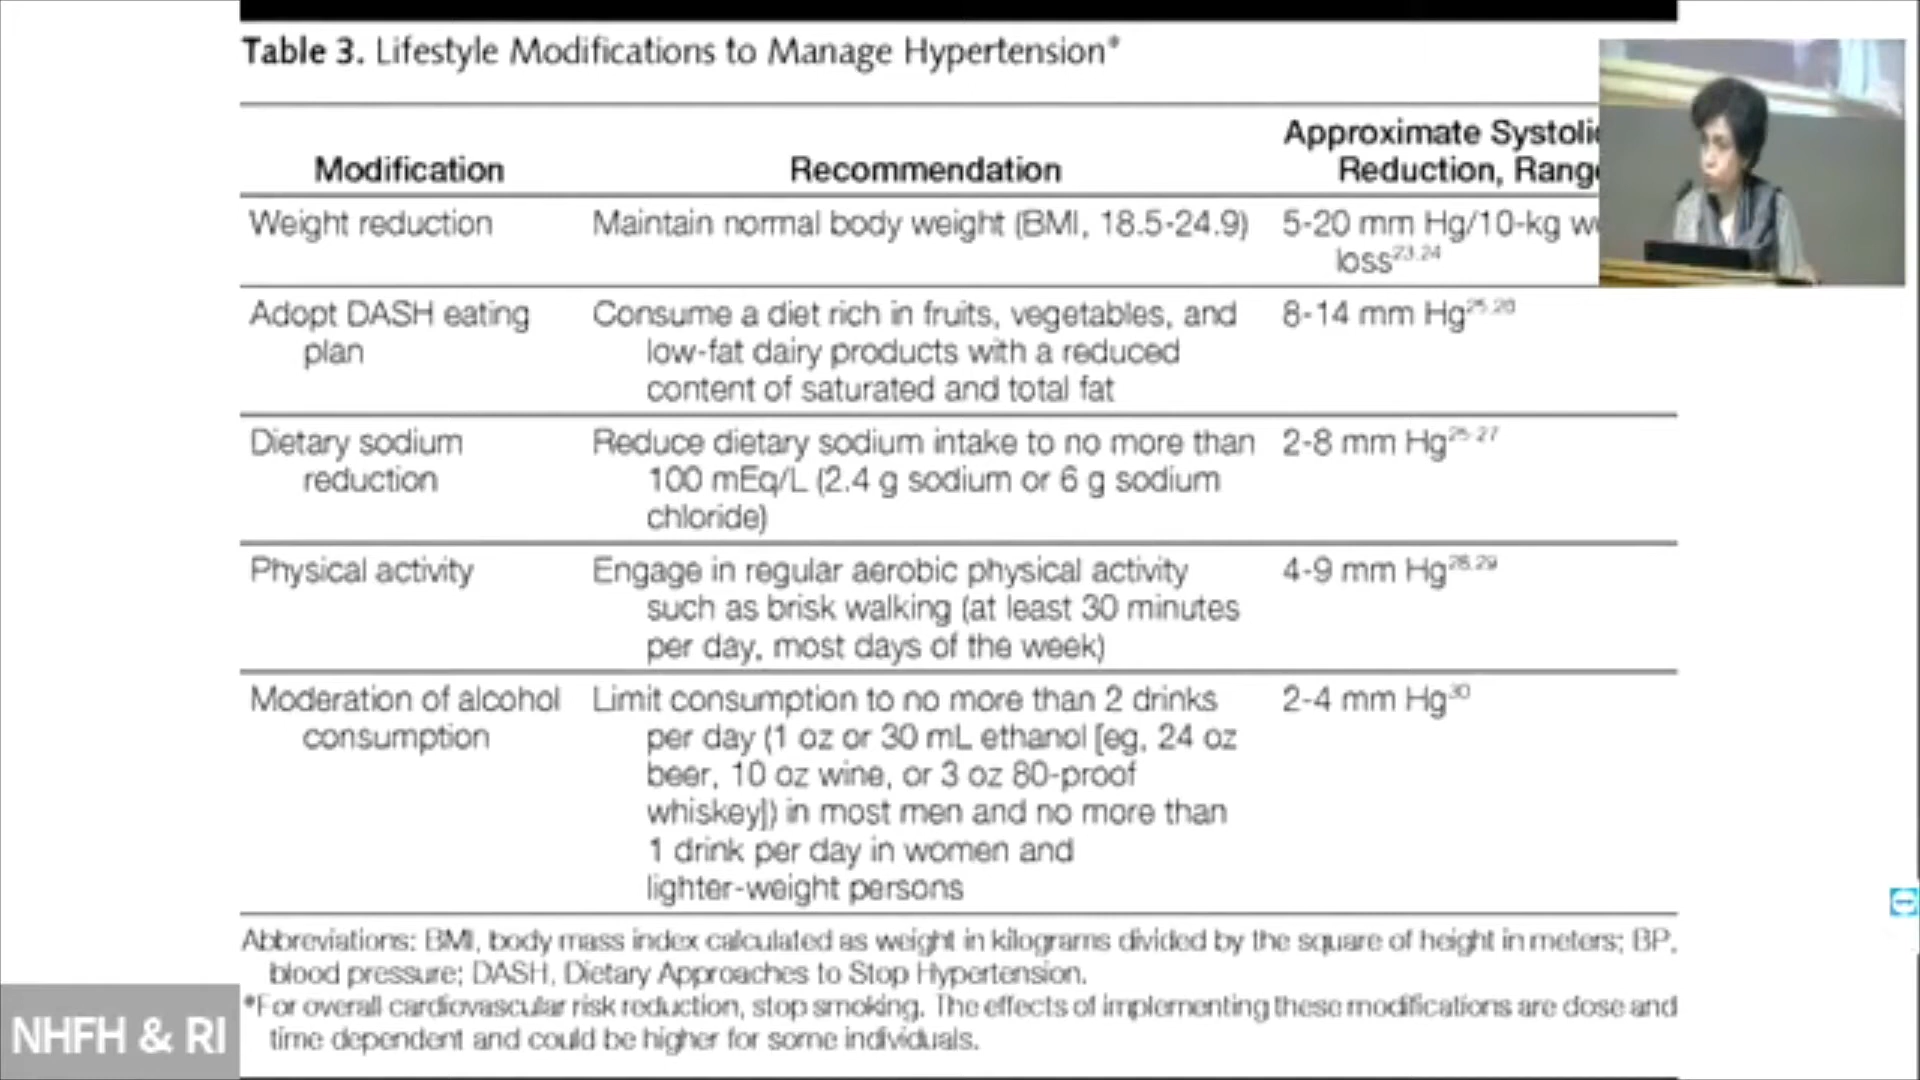 Table 3. Lifestyle Modifications to Manage Hypertension*
Approximate Systolic
Modification Recommendation Reduction, Range
Weight reduction Maintain normal body weight (BMI, 18.5-24.9) 5-20 mm Hg/10-kg
loss23,24
Adopt DASH eating Consume a diet rich in fruits, vegetables, and 8-14 mm Hg
plan low-fat dairy products with a reduced
content of saturated and total fat
Dietary sodium Reduce dietary sodium intake to no more than 2-8 mm Hg25-27
reduction 100 mEq/L (2.4 g sodium or 6 g sodium
chloride)
Physical activity Engage in regular aerobic physical activity 4-9 mm Hg28,29
such as brisk walking (at least 30 minutes
per day, most days of the week)
Moderation of alcohol Limit consumption to no more than 2 drinks 2-4 mm Hg30
consumption per day (1 oz or 30 mL ethanol [eg, 24 oz
beer, 10 oz wine, or 3 oz 80-proof
whiskey]) in most men and no more than
1 drink per day in women and
lighter-weight persons
Abbreviations: BMI, body mass index calculated as weight in kilograms divided by the square of height in meters; BP,
blood pressure; DASH, Dietary Approaches to Stop Hypertension.
*For overall cardiovascular risk reduction, stop smoking. The effects of implementing these modifications are dose and
time dependent and could be higher for some individuals.
NHFH & RI